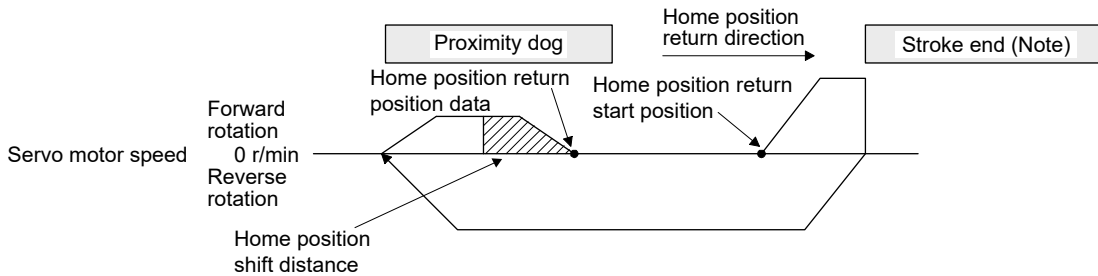 Proximity dog
Home position
return direction
Stroke end (Note)
Home position return
position data
Home position return
start position
Forward
rotation
Servo motor speed 0 r/min
Reverse
rotation
Home position
shift distance